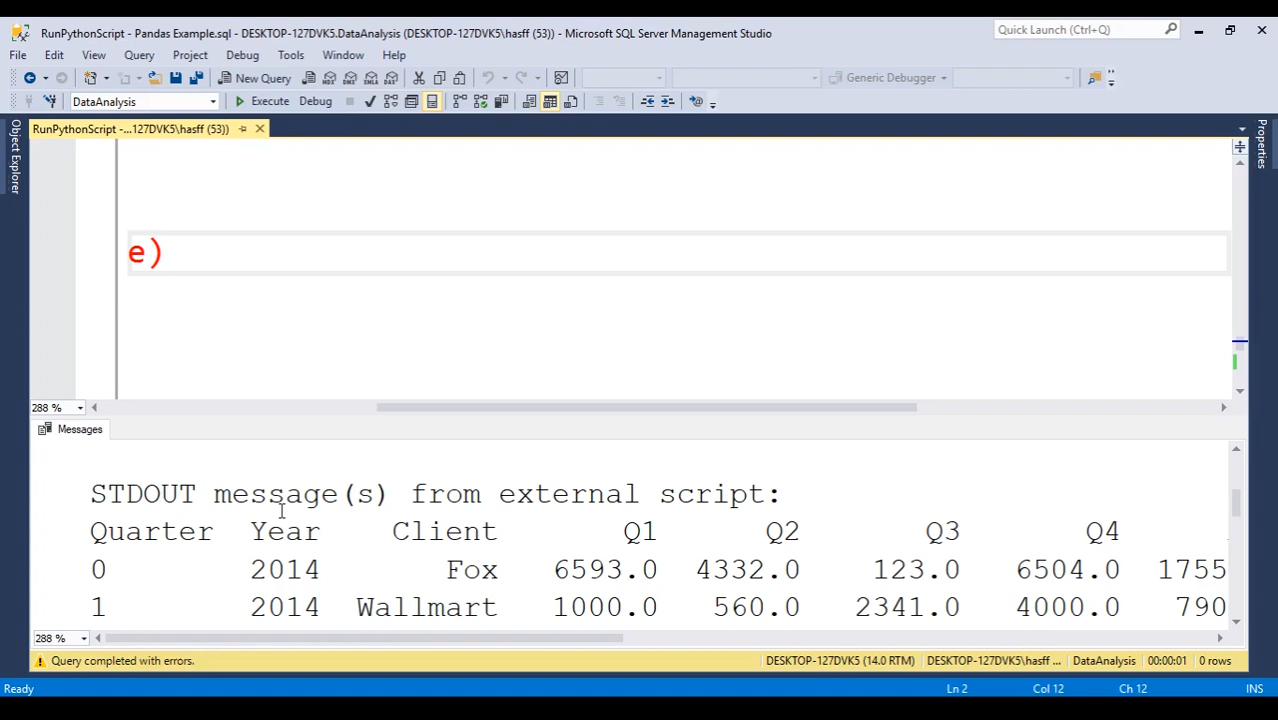 RunPythonScript - Pandas Example.sql - DESKTOP-127DVK5.DataAnalysis (DESKTOP-127DVK5\hasff (53)) - Microsoft SQL Server Management Studio
Quick Launch (Ctrl+Q)
File Edit View Query Project Debug Tools Window Help
New Query
MDX DMX XMLA DAX
Generic Debugger
DataAnalysis
Execute Debug
Object Explorer
RunPythonScript -...127DVK5\hasff (53))
Properties
e)
288 %
Messages
STDOUT message(s) from external script:
Quarter Year Client Q1 Q2 Q3 Q4
0 2014 Fox 6593.0 4332.0 123.0 6504.0 1755
1 2014 Wallmart 1000.0 560.0 2341.0 4000.0 790
288 %
Query completed with errors.
DESKTOP-127DVK5 (14.0 RTM) DESKTOP-127DVK5\hasff ... DataAnalysis 00:00:01 0 rows
Ready Ln 2 Col 12 Ch 12 INS